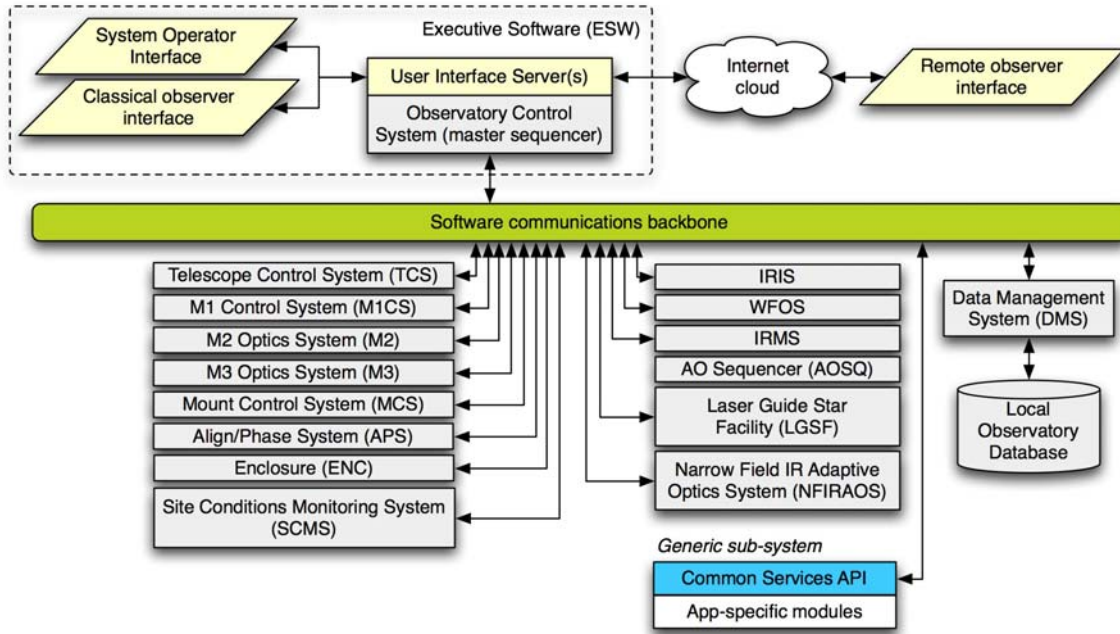 System Operator
Interface
Classical observer
interface
Executive Software (ESW)
User Interface Server(s)
Observatory Control
System (master sequencer)
Internet
cloud
Remote observer
interface
Software communications backbone
Telescope Control System (TCS)
M1 Control System (M1CS)
M2 Optics System (M2)
M3 Optics System (M3)
Mount Control System (MCS)
Align/Phase System (APS)
Enclosure (ENC)
Site Conditions Monitoring System
(SCMS)
IRIS
WFOS
IRMS
AO Sequencer (AOSQ)
Laser Guide Star
Facility (LGSF)
Narrow Field IR Adaptive
Optics System (NFIRAOS)
Generic sub-system
Common Services API
App-specific modules
Data Management
System (DMS)
Local
Observatory
Database